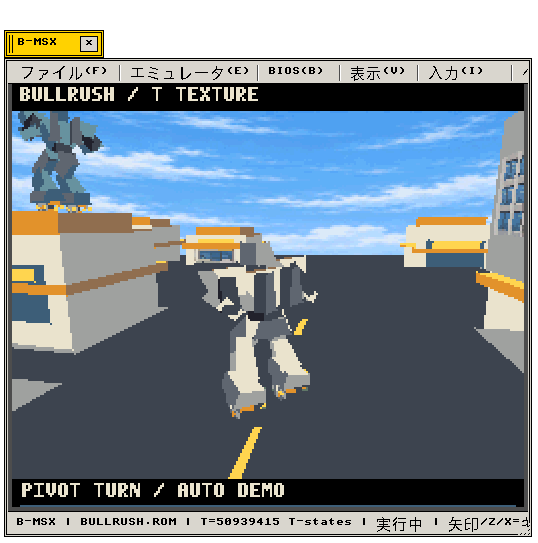 B-MSX
ファイル(F) | エミュレータ(E) | BIOS(B) | 表示(V) | 入力(I) |
BULLRUSH / T TEXTURE
PIVOT TURN / AUTO DEMO
B-MSX | BULLRUSH.ROM | T=50939415 T-states | 実行中 | 矢印/Z/X=